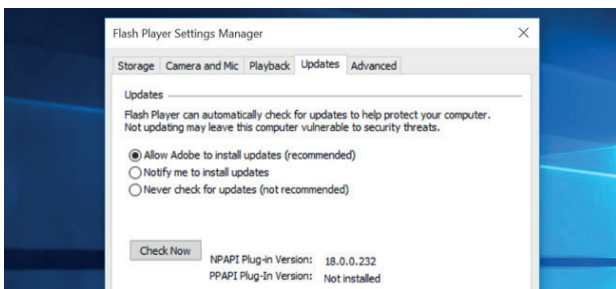 Flash Player Settings Manager
Storage Camera and Mic Playback Updates Advanced
Updates
Flash Player can automatically check for updates to help protect your computer.
Not updating may leave this computer vulnerable to security threats.
Allow Adobe to install updates (recommended)
Notify me to install updates
Never check for updates (not recommended)
Check Now
NPAPI Plug-in Version: 18.0.0.232
PPAPI Plug-In Version: Not installed